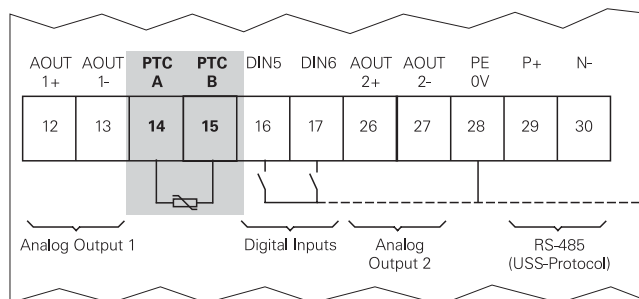 AOUT AOUT PTC PTC DIN5 DIN6 AOUT AOUT PE P+ N-
1+ 1- A B 2+ 2- 0V
12 13 14 15 16 17 26 27 28 29 30
Analog Output 1 Digital Inputs Analog RS-485
Output 2 (USS-Protocol)